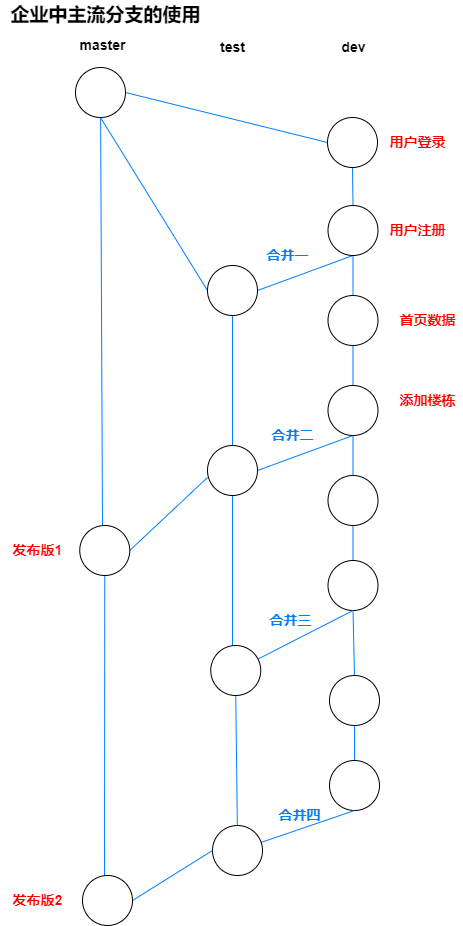 企业中主流分支的使用
master
test
dev
用户登录
用户注册
合并一
首页数据
添加楼栋
合并二
发布版1
合并三
合并四
发布版2